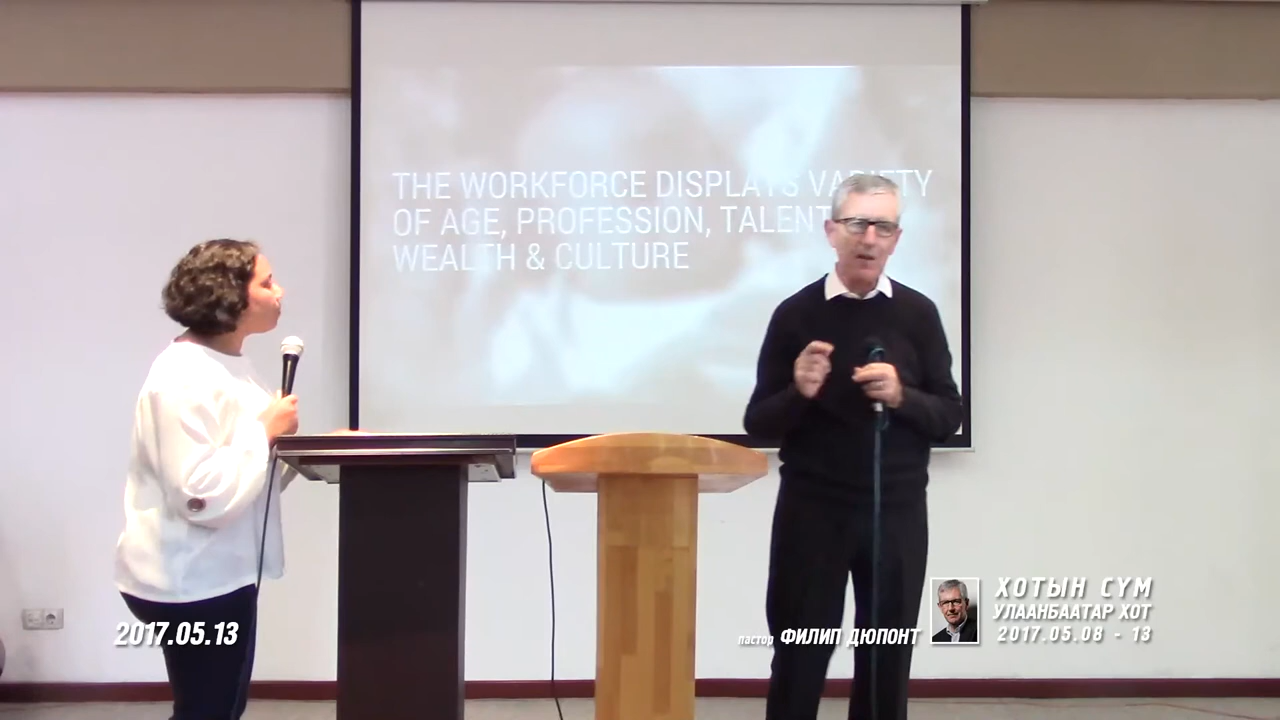 THE WORKFORCE DISPLAYS VARIETY
OF AGE, PROFESSION, TALENT
WEALTH & CULTURE
2017.05.13
пастор ФИЛИП ДЮПОНТ
ХОТЫН СҮМ
УЛААНБААТАР ХОТ
2017.05.08 - 13